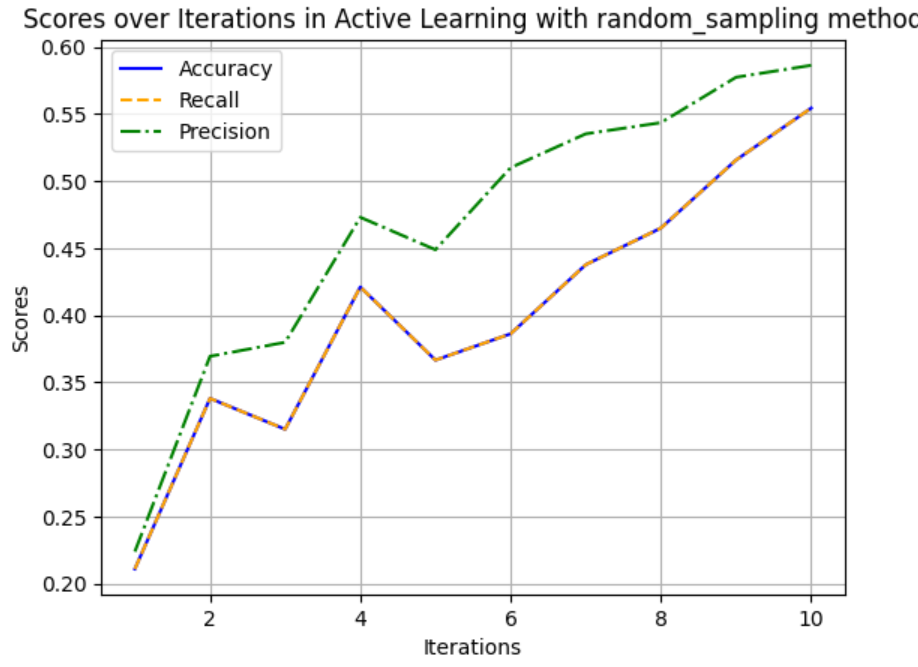 Scores over Iterations in Active Learning with random_sampling method
Accuracy
Recall
Precision
0.60
0.55
0.50
0.45
0.40
0.35
0.30
0.25
0.20
Scores
2 4 6 8 10
Iterations